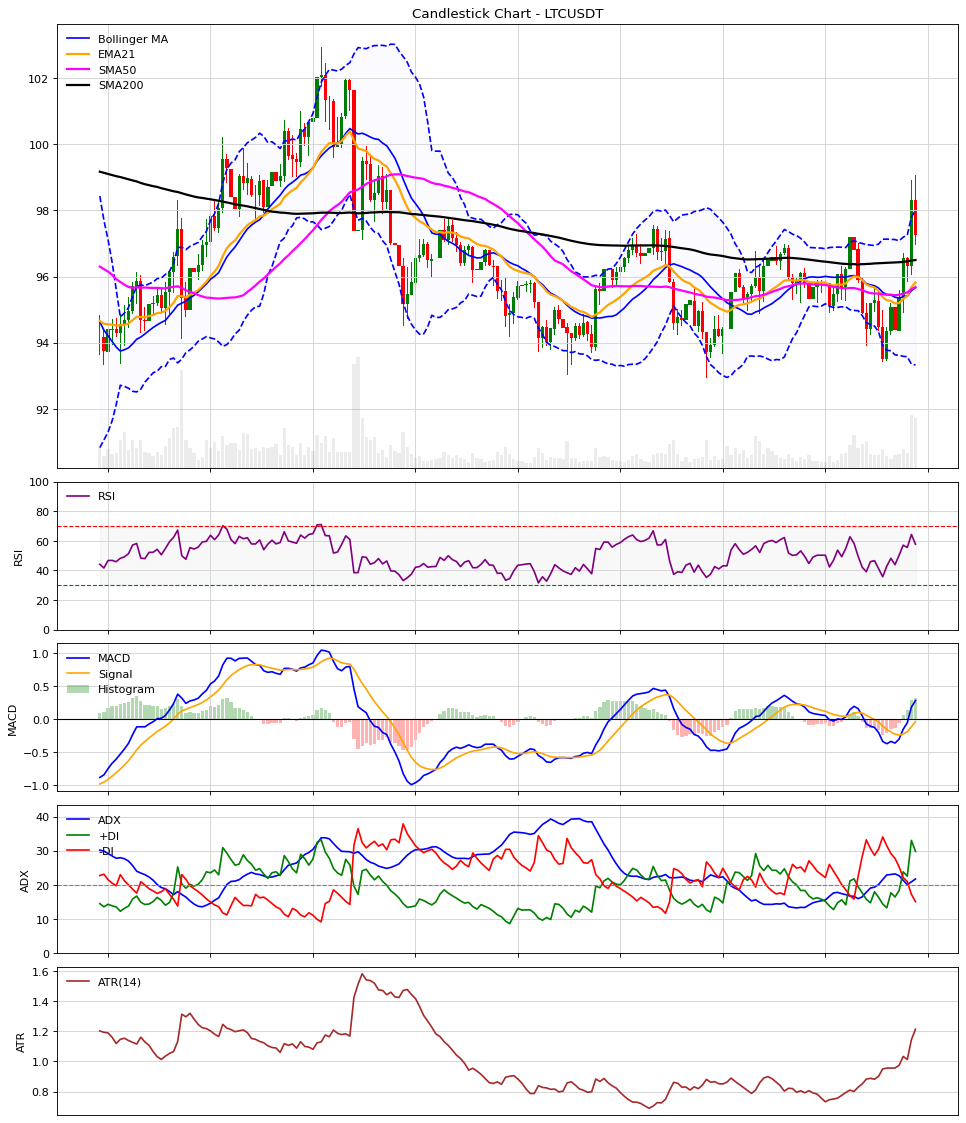 Candlestick Chart - LTCUSDT
Bollinger MA
EMA21
SMA50
SMA200
102
100
98
96
94
92
RSI
100
80
60
40
20
0
RSI
MACD
Signal
Histogram
1.0
0.5
0.0
−0.5
−1.0
MACD
ADX
+DI
-DI
40
30
20
10
0
ADX
ATR(14)
1.6
1.4
1.2
1.0
0.8
ATR